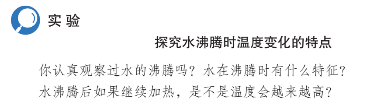 实验
探究水沸腾时温度变化的特点
你认真观察过水的沸腾吗？水在沸腾时有什么特征？
水沸腾后如果继续加热，是不是温度会越来越高？